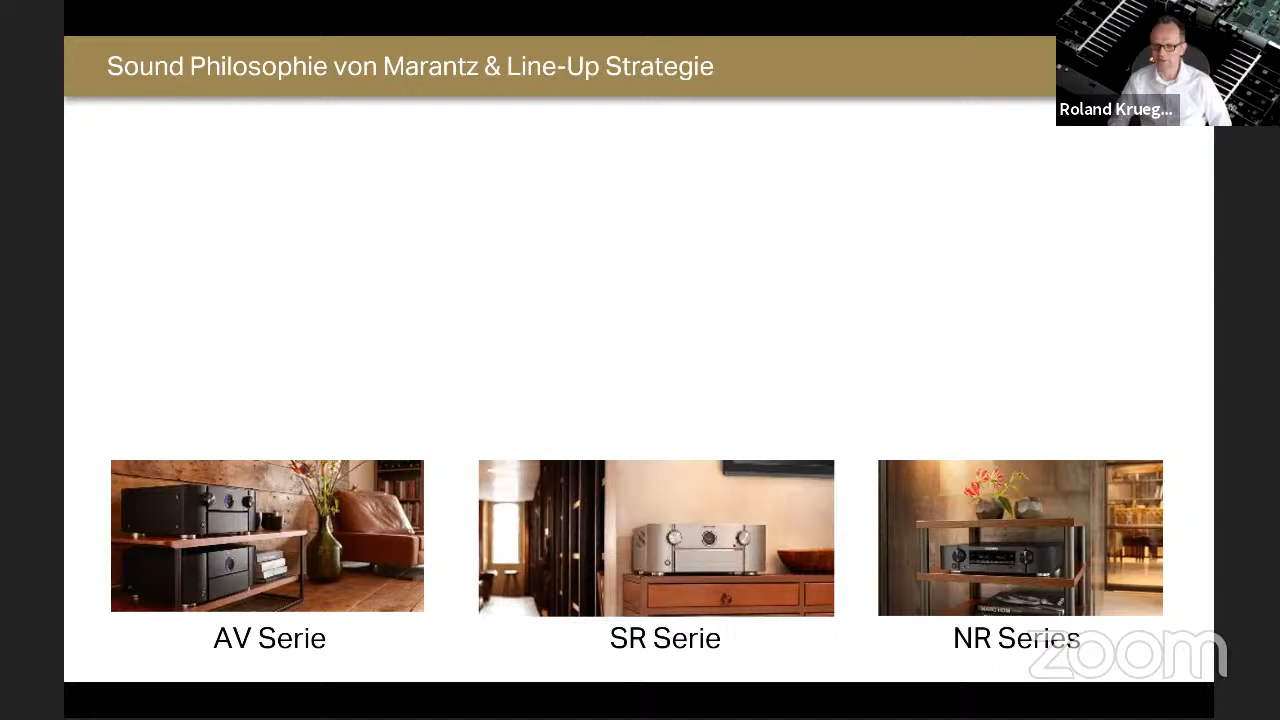 Sound Philosophie von Marantz & Line-Up Strategie
Roland Krueg...
AV Serie
SR Serie
NR Series
zoom